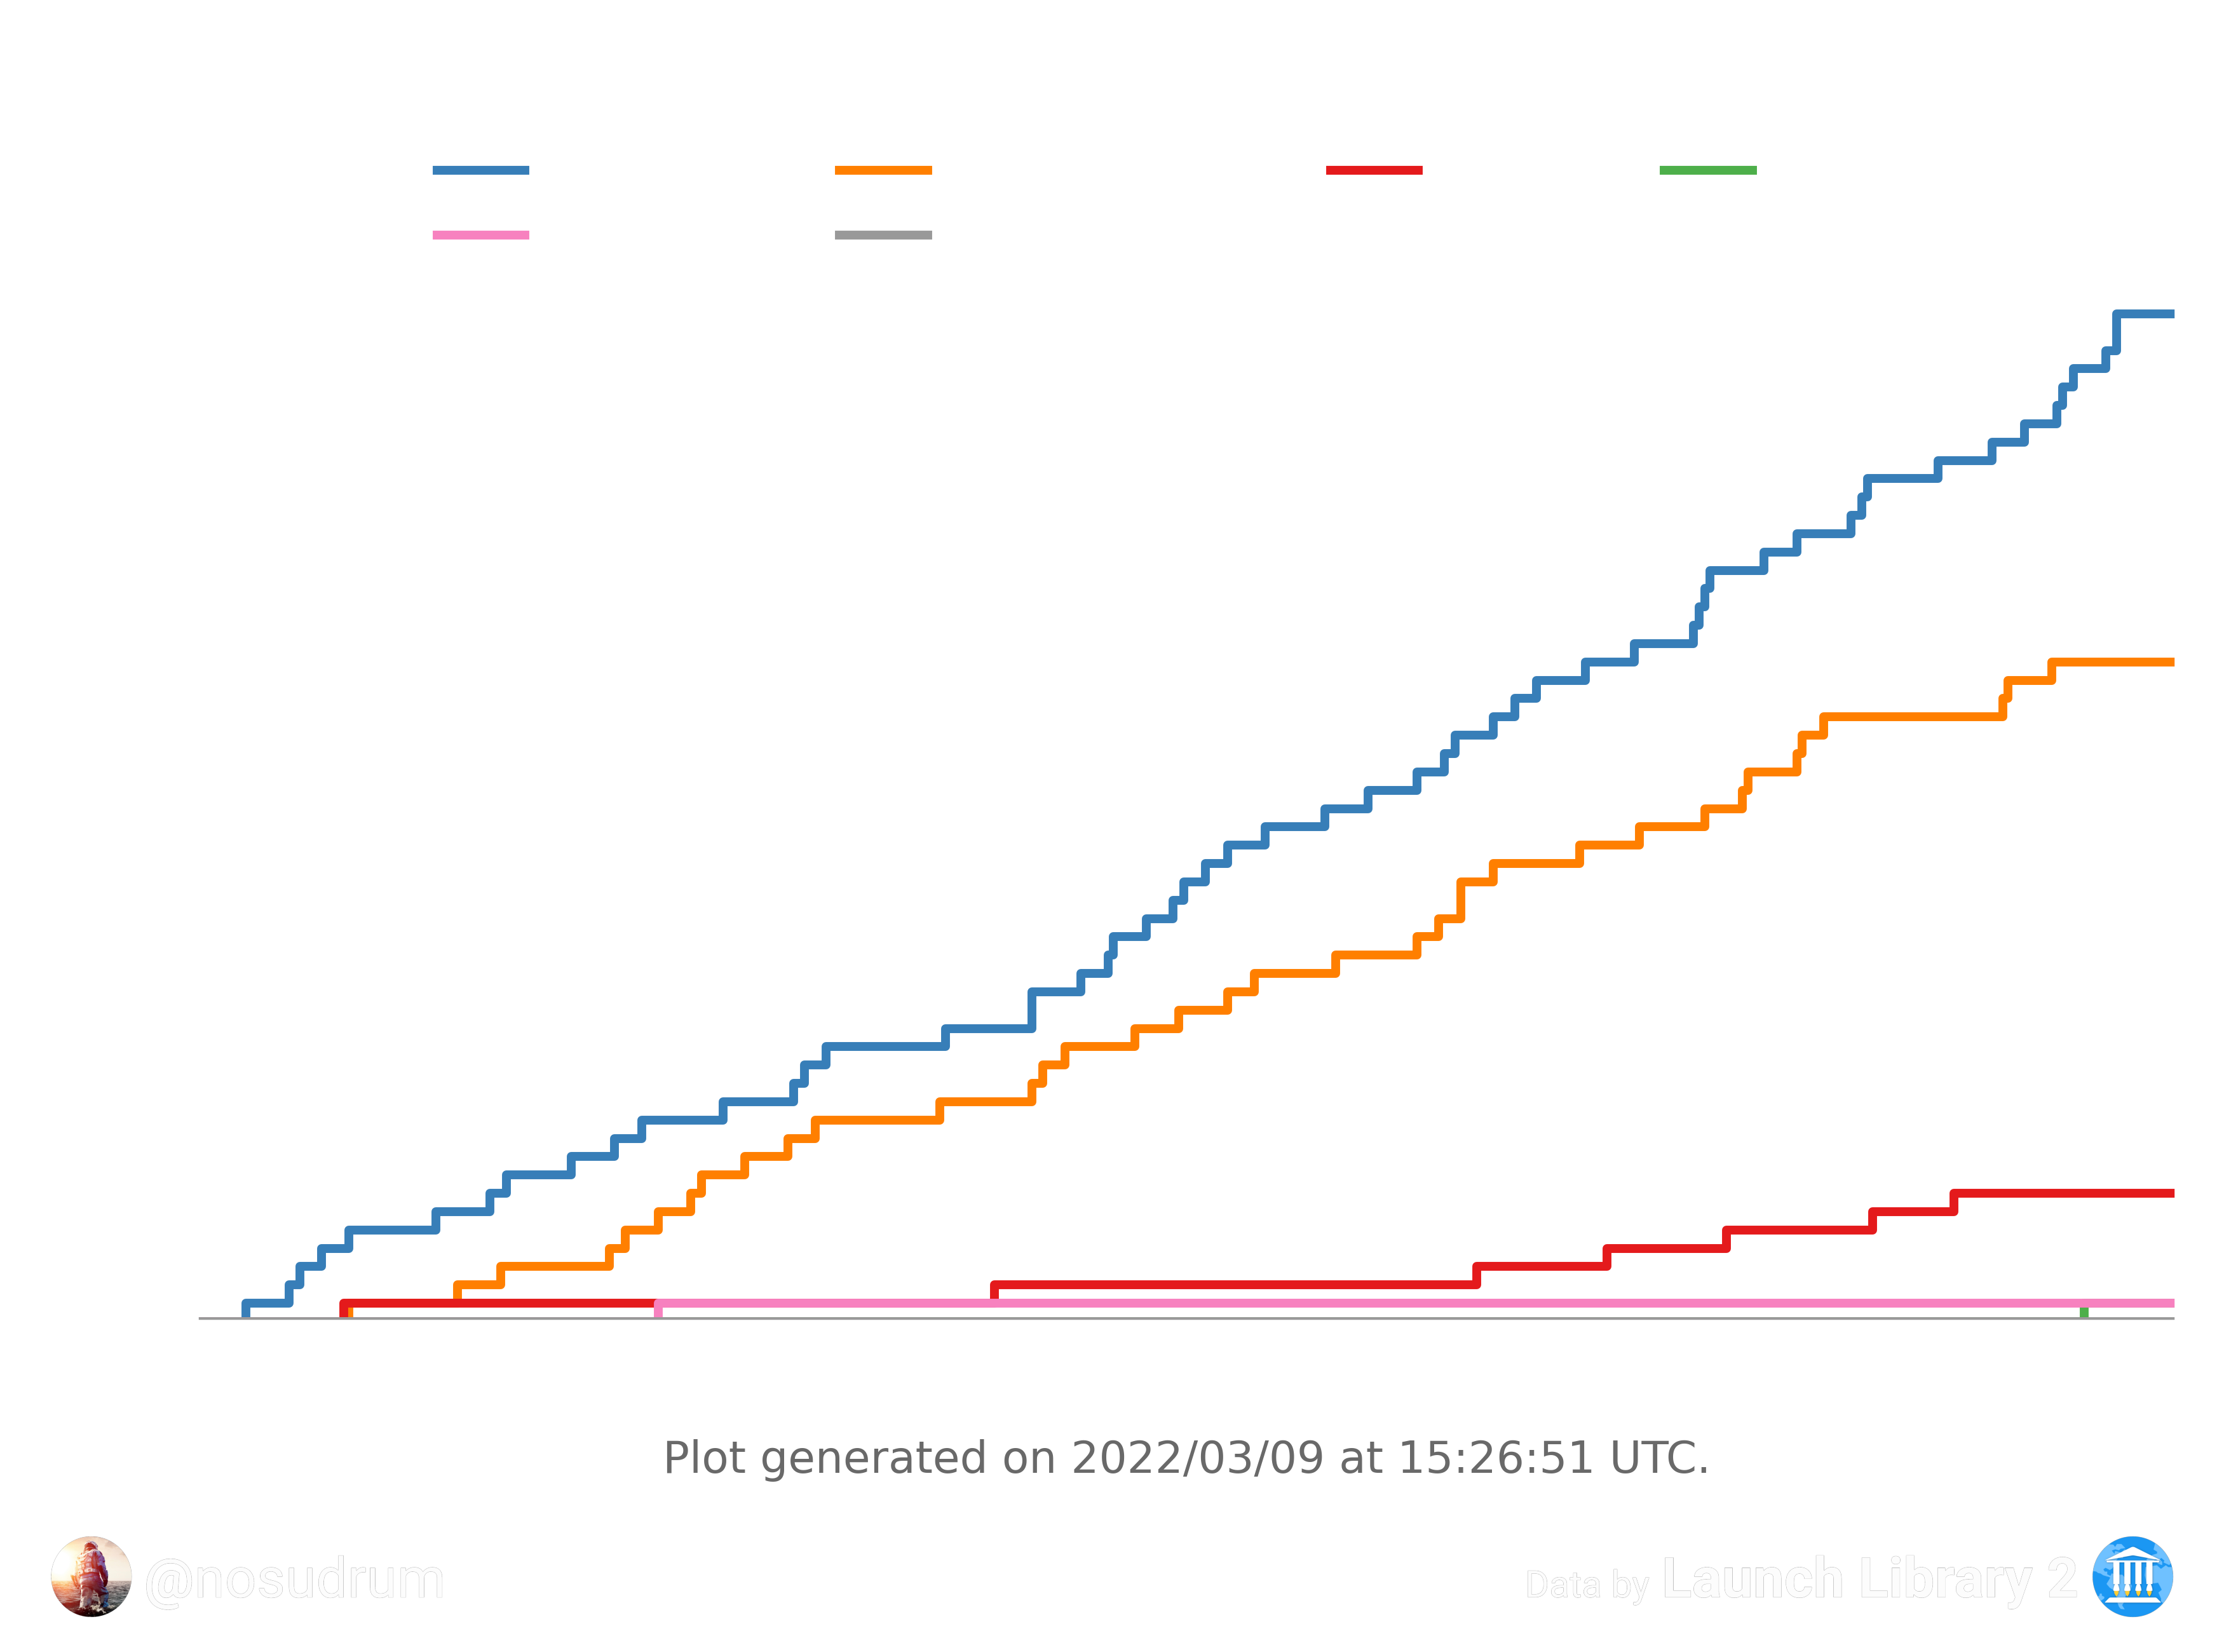 Plot generated on 2022/03/09 at 15:26:51 UTC.
@nosudrum
Data by Launch Library 2